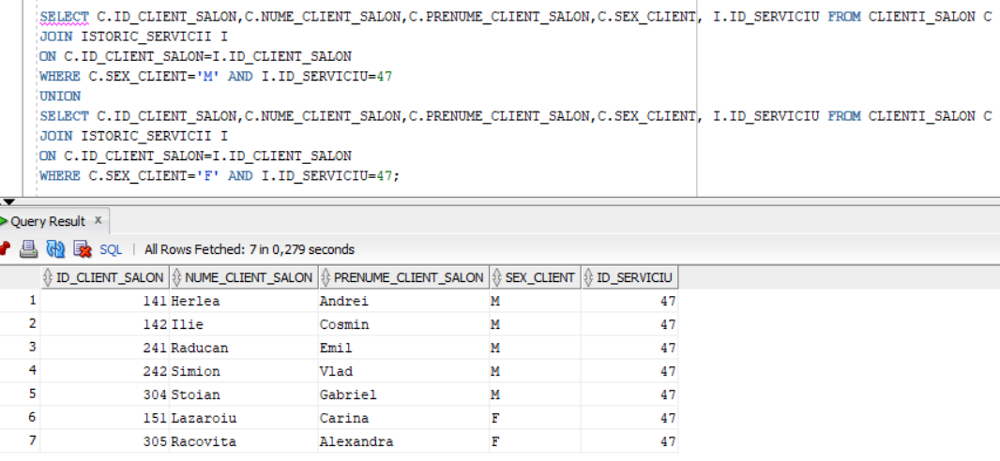 SELECT C.ID_CLIENT_SALON,C.NUME_CLIENT_SALON,C.PRENUME_CLIENT_SALON,C.SEX_CLIENT, I.ID_SERVICIU FROM CLIENTI_SALON C
JOIN ISTORIC_SERVICII I
ON C.ID_CLIENT_SALON=I.ID_CLIENT_SALON
WHERE C.SEX_CLIENT='M' AND I.ID_SERVICIU=47
UNION
SELECT C.ID_CLIENT_SALON,C.NUME_CLIENT_SALON,C.PRENUME_CLIENT_SALON,C.SEX_CLIENT, I.ID_SERVICIU FROM CLIENTI_SALON C
JOIN ISTORIC_SERVICII I
ON C.ID_CLIENT_SALON=I.ID_CLIENT_SALON
WHERE C.SEX_CLIENT='F' AND I.ID_SERVICIU=47;
Query Result x
SQL | All Rows Fetched: 7 in 0,279 seconds
ID_CLIENT_SALON NUME_CLIENT_SALON PRENUME_CLIENT_SALON SEX_CLIENT ID_SERVICIU
1 141 Herlea Andrei M 47
2 142 Ilie Cosmin M 47
3 241 Raducan Emil M 47
4 242 Simion Vlad M 47
5 304 Stoian Gabriel M 47
6 151 Lazaroiu Carina F 47
7 305 Racovita Alexandra F 47